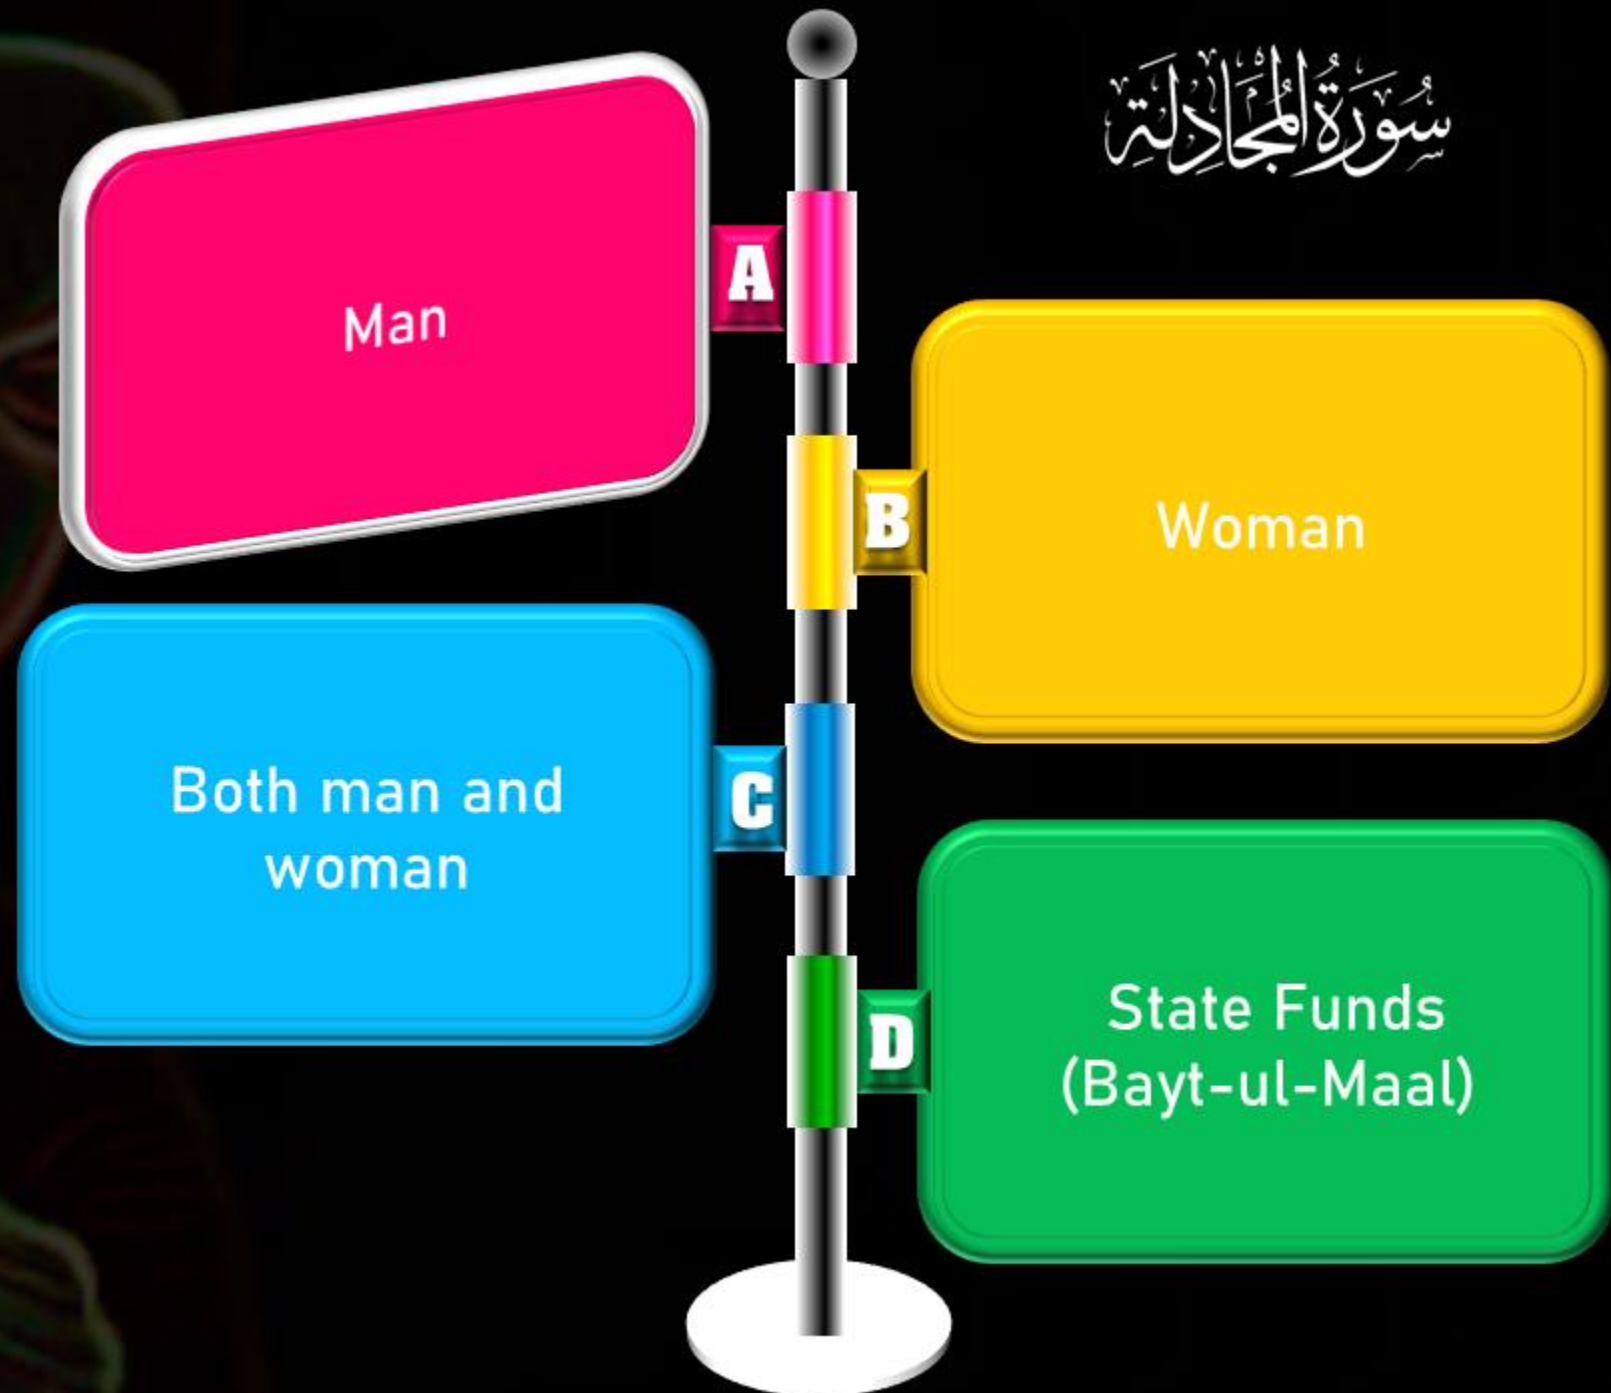 سُورَةُ المُجَادِلَةِ
Man
A
B
Woman
Both man and
woman
C
D
State Funds
(Bayt-ul-Maal)